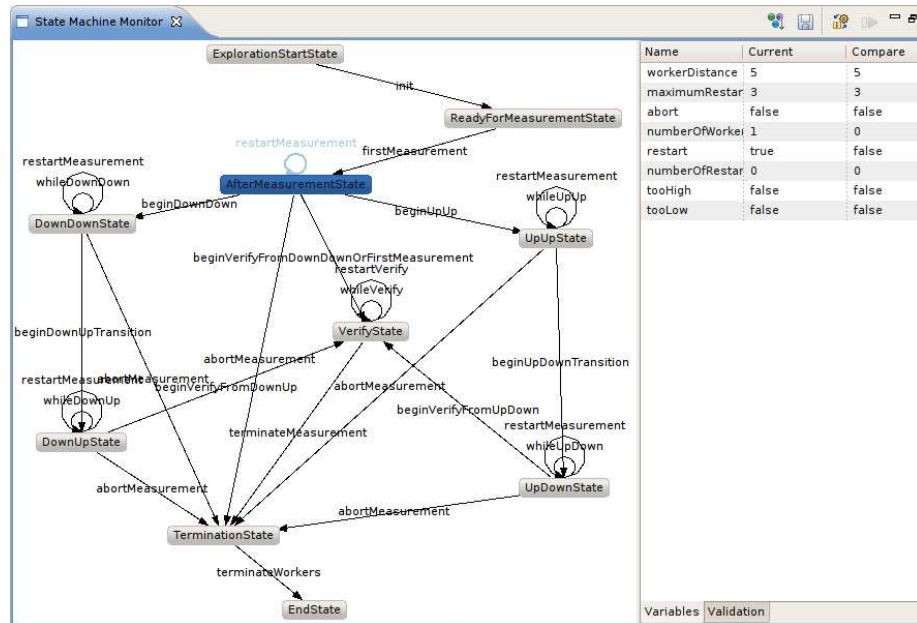 State Machine Monitor
ExplorationStartState
init
ReadyForMeasurementState
restartMeasurement
firstMeasurement
AfterMeasurementState
restartMeasurement
whileDownDown
beginDownDown
DownDownState
restartMeasurement
whileUpUp
beginUpUp
UpUpState
beginVerifyFromDownDownOrFirstMeasurement
restartVerify
whileVerify
VerifyState
beginDownUpTransition
abortMeasurement
beginUpDownTransition
restartMeasurement
abortMeasurement
beginVerifyFromDownUp
abortMeasurement
whileDownUp
beginVerifyFromUpDown
DownUpState
terminateMeasurement
restartMeasurement
whileUpDown
UpDownState
abortMeasurement
abortMeasurement
TerminationState
terminateWorkers
EndState
Name Current Compare
workerDistance 5 5
maximumRestar 3 3
abort false false
numberOfWorker 1 0
restart true false
numberOfRestar 0 0
tooHigh false false
tooLow false false
Variables Validation